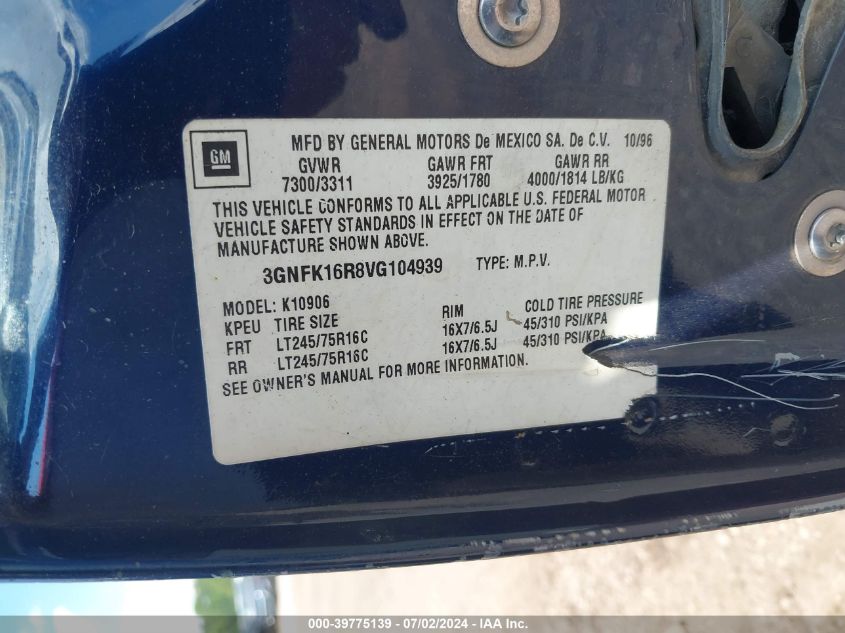 GM
MFD BY GENERAL MOTORS De MEXICO SA. De C.V. 10/96
GVWR GAWR FRT GAWR RR
7300/3311 3925/1780 4000/1814 LB/KG
THIS VEHICLE CONFORMS TO ALL APPLICABLE U.S. FEDERAL MOTOR
VEHICLE SAFETY STANDARDS IN EFFECT ON THE DATE OF
MANUFACTURE SHOWN ABOVE.
3GNFK16R8VG104939 TYPE: M.P.V.
MODEL: K10906
KPEU TIRE SIZE RIM COLD TIRE PRESSURE
FRT LT245/75R16C 16X7/6.5J 45/310 PSI/KPA
RR LT245/75R16C 16X7/6.5J 45/310 PSI/KPA
SEE OWNER'S MANUAL FOR MORE INFORMATION.
000-39775139 - 07/02/2024 - COPYRIGHT © IAA, LLC